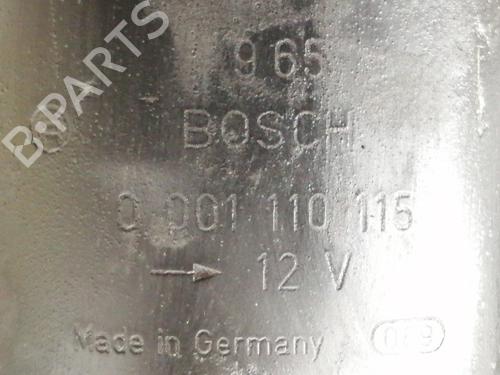 B-PARTS
965
BOSCH
0 001 110 115
→ 12 V
Made in Germany